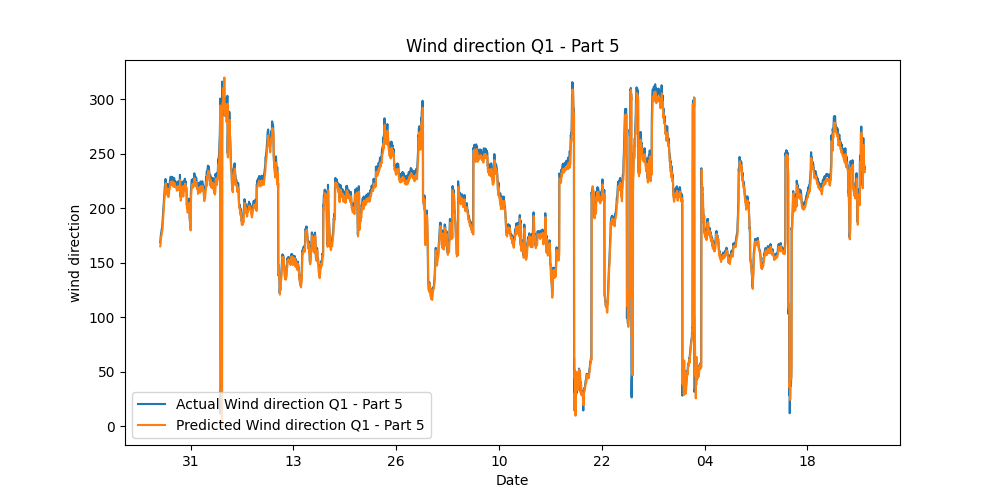 Wind direction Q1 - Part 5
wind direction
300
250
200
150
100
50
0
Actual Wind direction Q1 - Part 5
Predicted Wind direction Q1 - Part 5
31 13 26 10 22 04 18
Date